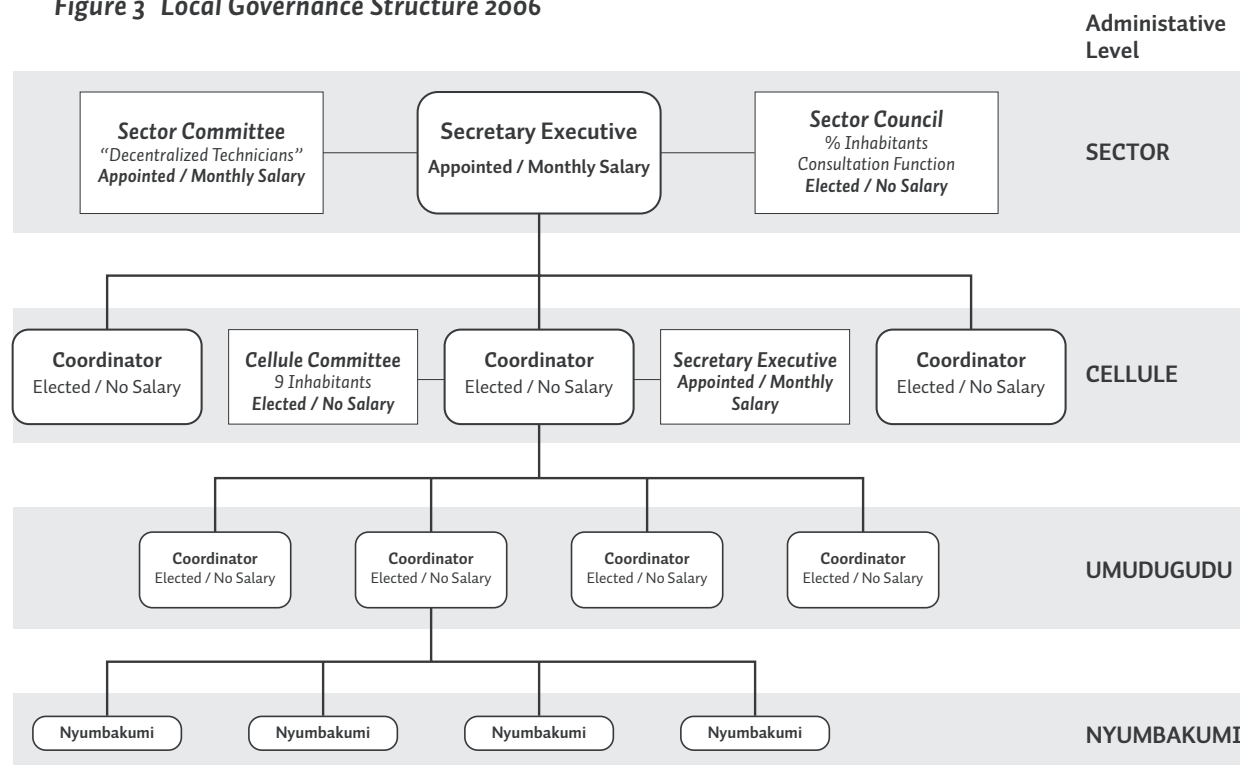 Figure 3 Local Governance Structure 2006
Administative
Level
Sector Committee
“Decentralized Technicians”
Appointed / Monthly Salary
Secretary Executive
Appointed / Monthly Salary
Sector Council
% Inhabitants
Consultation Function
Elected / No Salary
SECTOR
Coordinator
Elected / No Salary
Cellule Committee
9 Inhabitants
Elected / No Salary
Coordinator
Elected / No Salary
Secretary Executive
Appointed / Monthly
Salary
Coordinator
Elected / No Salary
CELLULE
Coordinator
Elected / No Salary
Coordinator
Elected / No Salary
Coordinator
Elected / No Salary
Coordinator
Elected / No Salary
UMUDUGUDU
Nyumbakumi
Nyumbakumi
Nyumbakumi
Nyumbakumi
NYUMBAKUMI